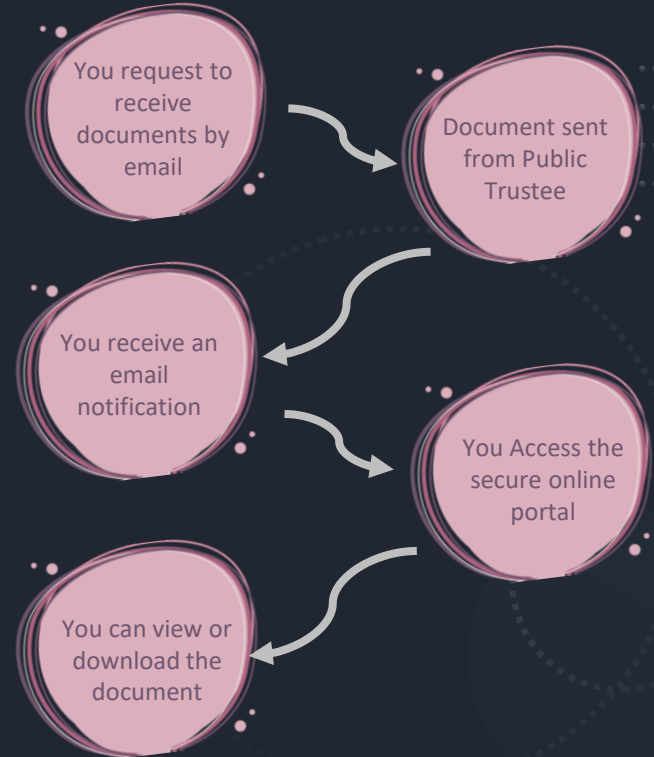 You request to
receive
documents by
email
Document sent
from Public
Trustee
You receive an
email
notification
You Access the
secure online
portal
You can view or
download the
document